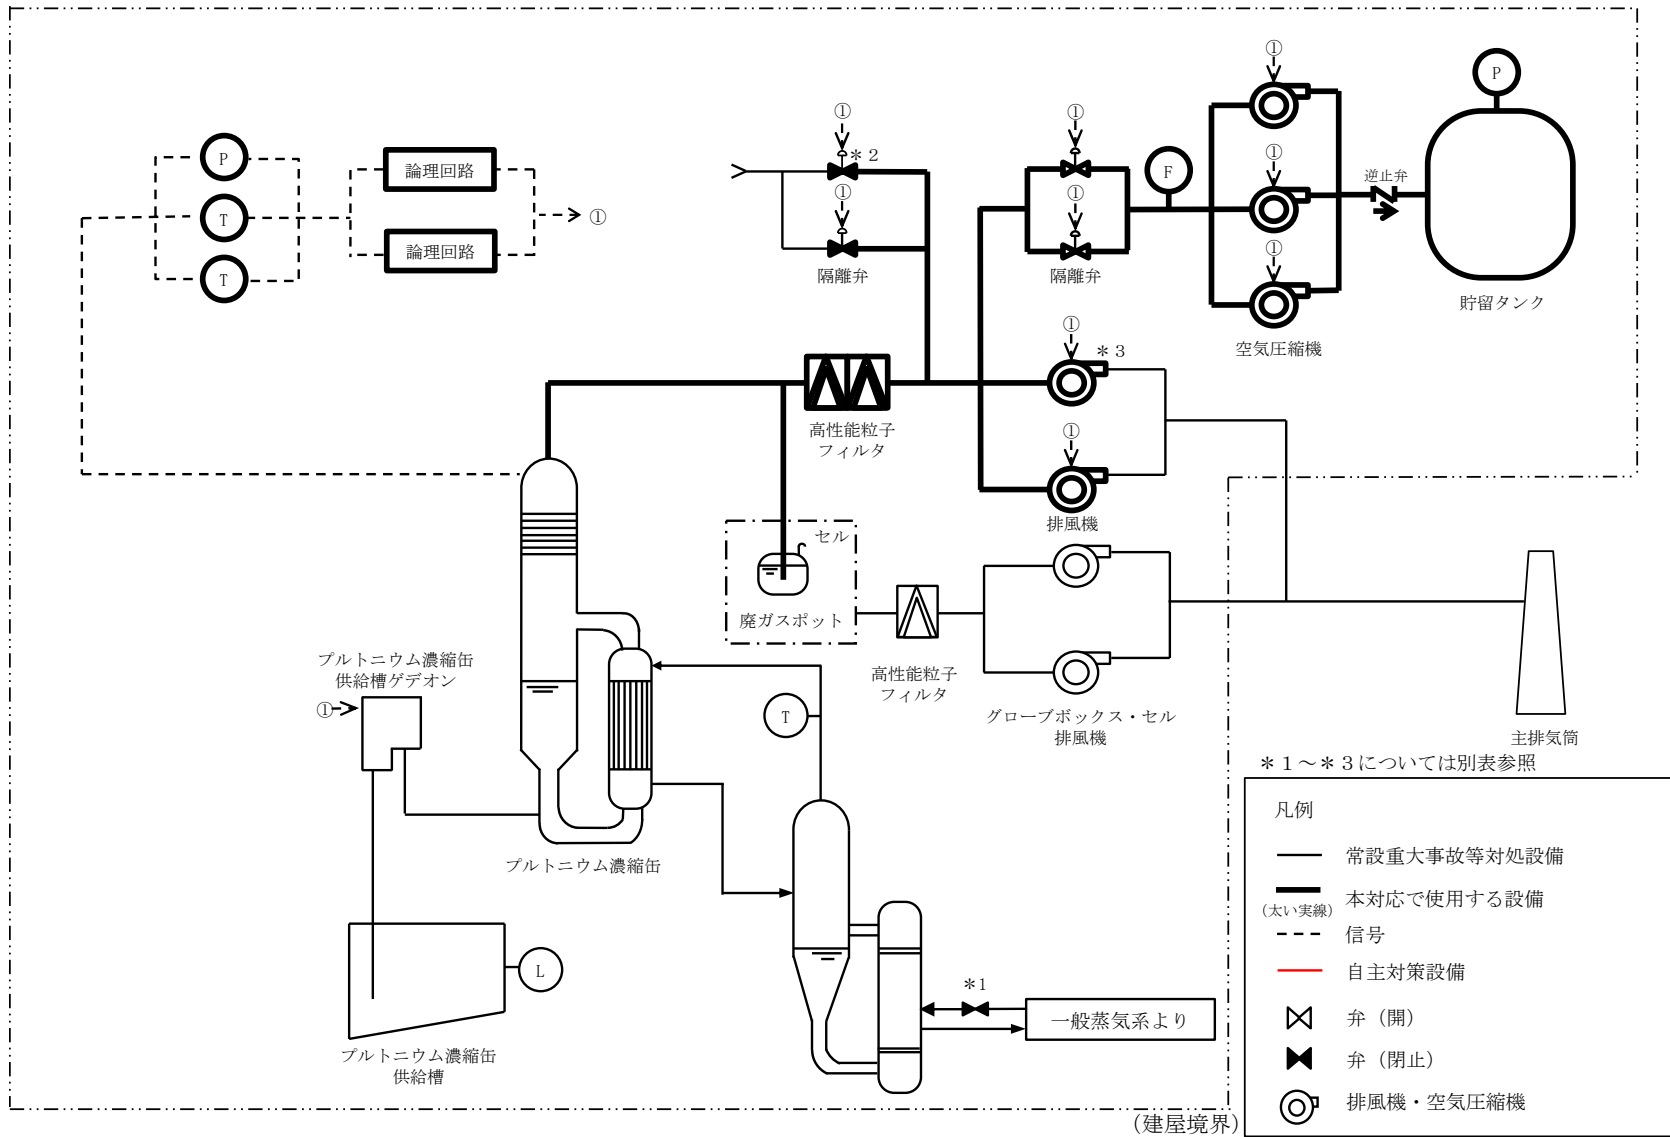 P
T
T
論理回路
論理回路
①
①
＊２
①
隔離弁
①
①
隔離弁
F
①
①
①
空気圧縮機
逆止弁
P
貯留タンク
高性能粒子
フィルタ
①
＊３
①
排風機
セル
廃ガスポット
高性能粒子
フィルタ
グローブボックス・セル
排風機
主排気筒
プルトニウム濃縮缶
供給槽ゲデオン
①
T
プルトニウム濃縮缶
L
プルトニウム濃縮缶
供給槽
＊1
一般蒸気系より
（建屋境界）
＊１～＊３については別表参照
凡例
常設重大事故等対処設備
本対応で使用する設備
（太い実線）
信号
自主対策設備
弁（開）
弁（閉止）
排風機・空気圧縮機